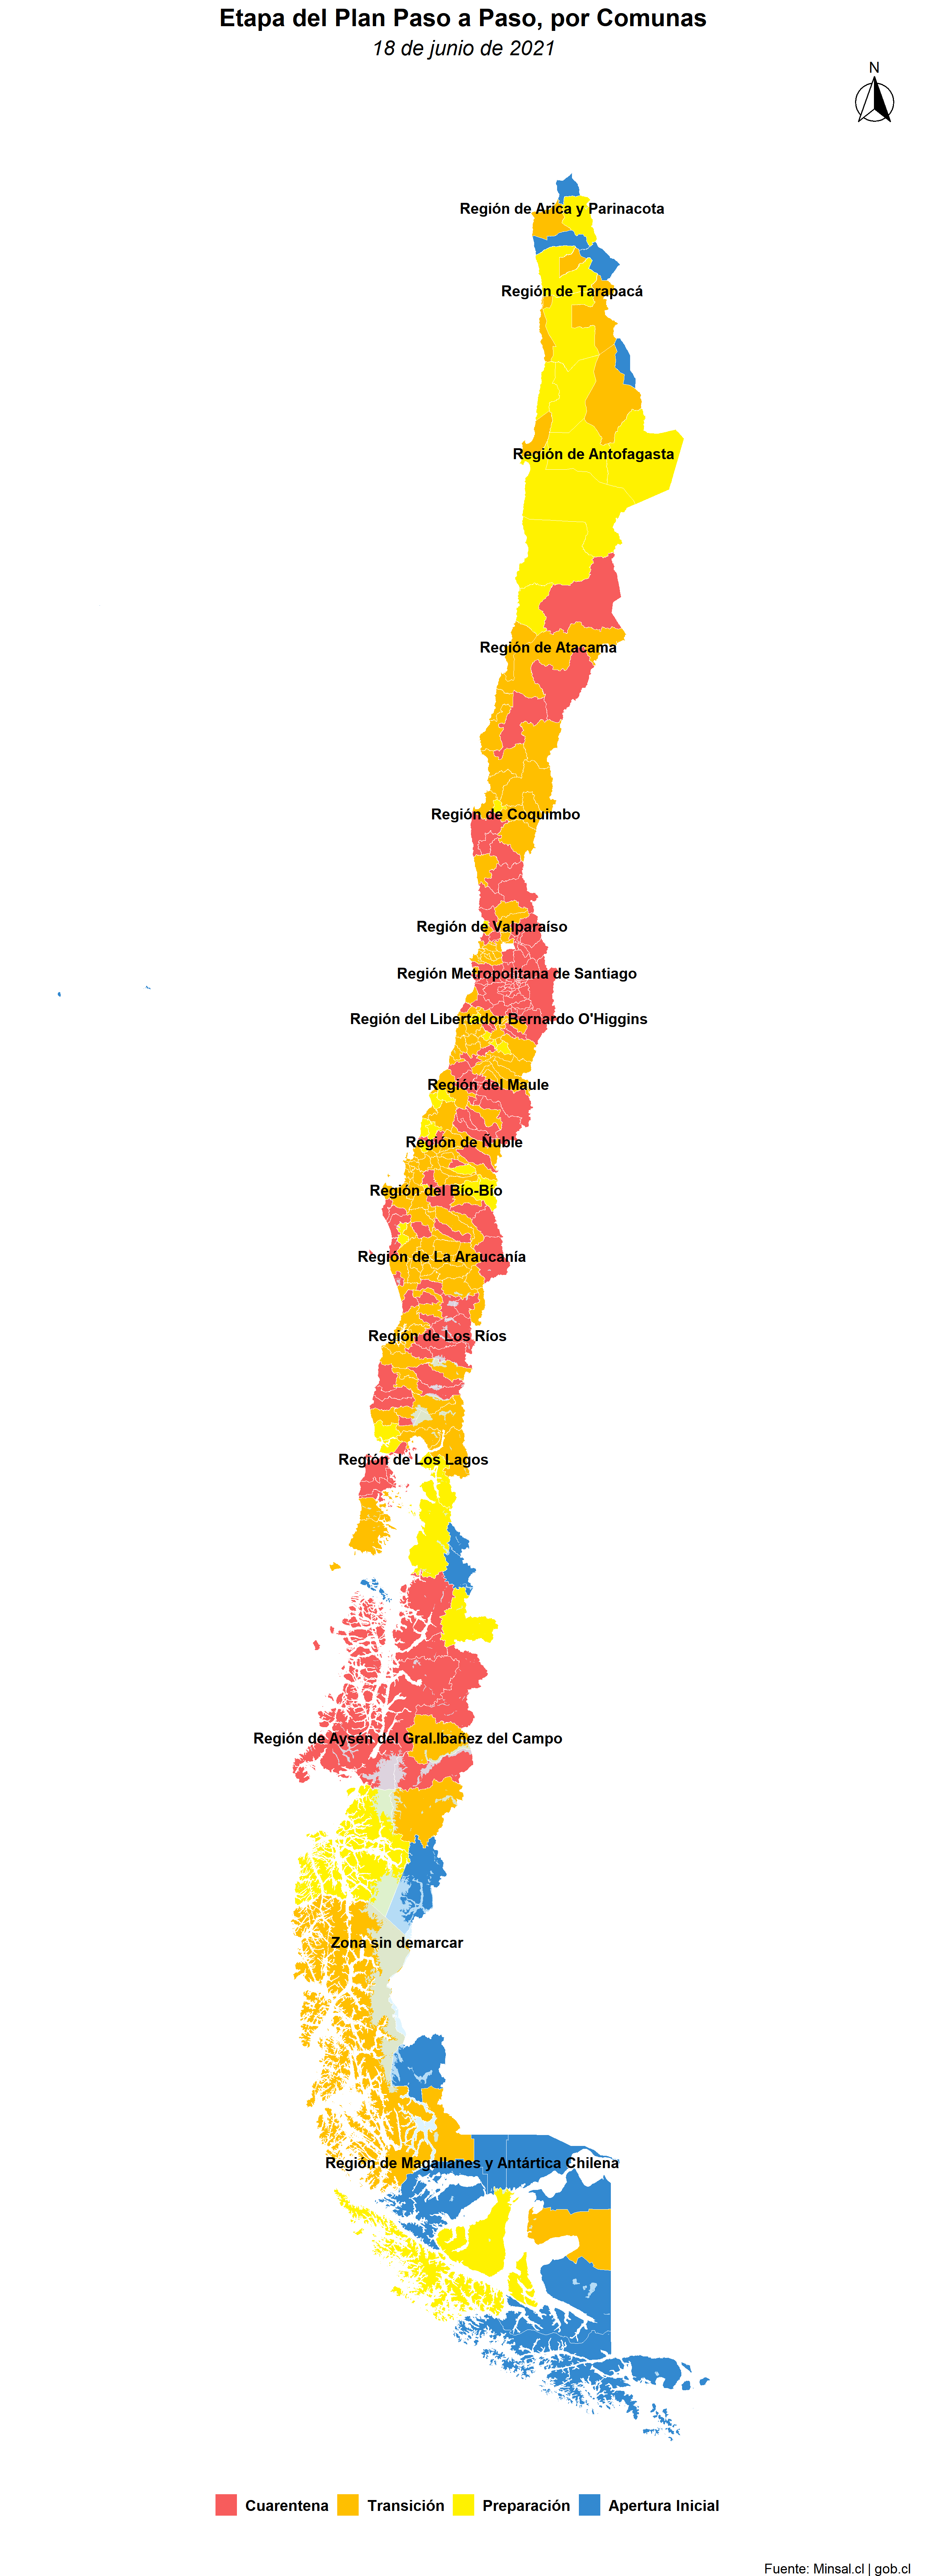 Etapa del Plan Paso a Paso, por Comunas
18 de junio de 2021
N
Región de Arica y Parinacota
Región de Tarapacá
Región de Antofagasta
Región de Atacama
Región de Coquimbo
Región de Valparaíso
Región Metropolitana de Santiago
Región del Libertador Bernardo O'Higgins
Región del Maule
Región de Ñuble
Región del Bío-Bío
Región de La Araucanía
Región de Los Ríos
Región de Los Lagos
Región de Aysén del Gral.Ibañez del Campo
Zona sin demarcar
Región de Magallanes y Antártica Chilena
Cuarentena Transición Preparación Apertura Inicial
Fuente: Minsal.cl | gob.cl